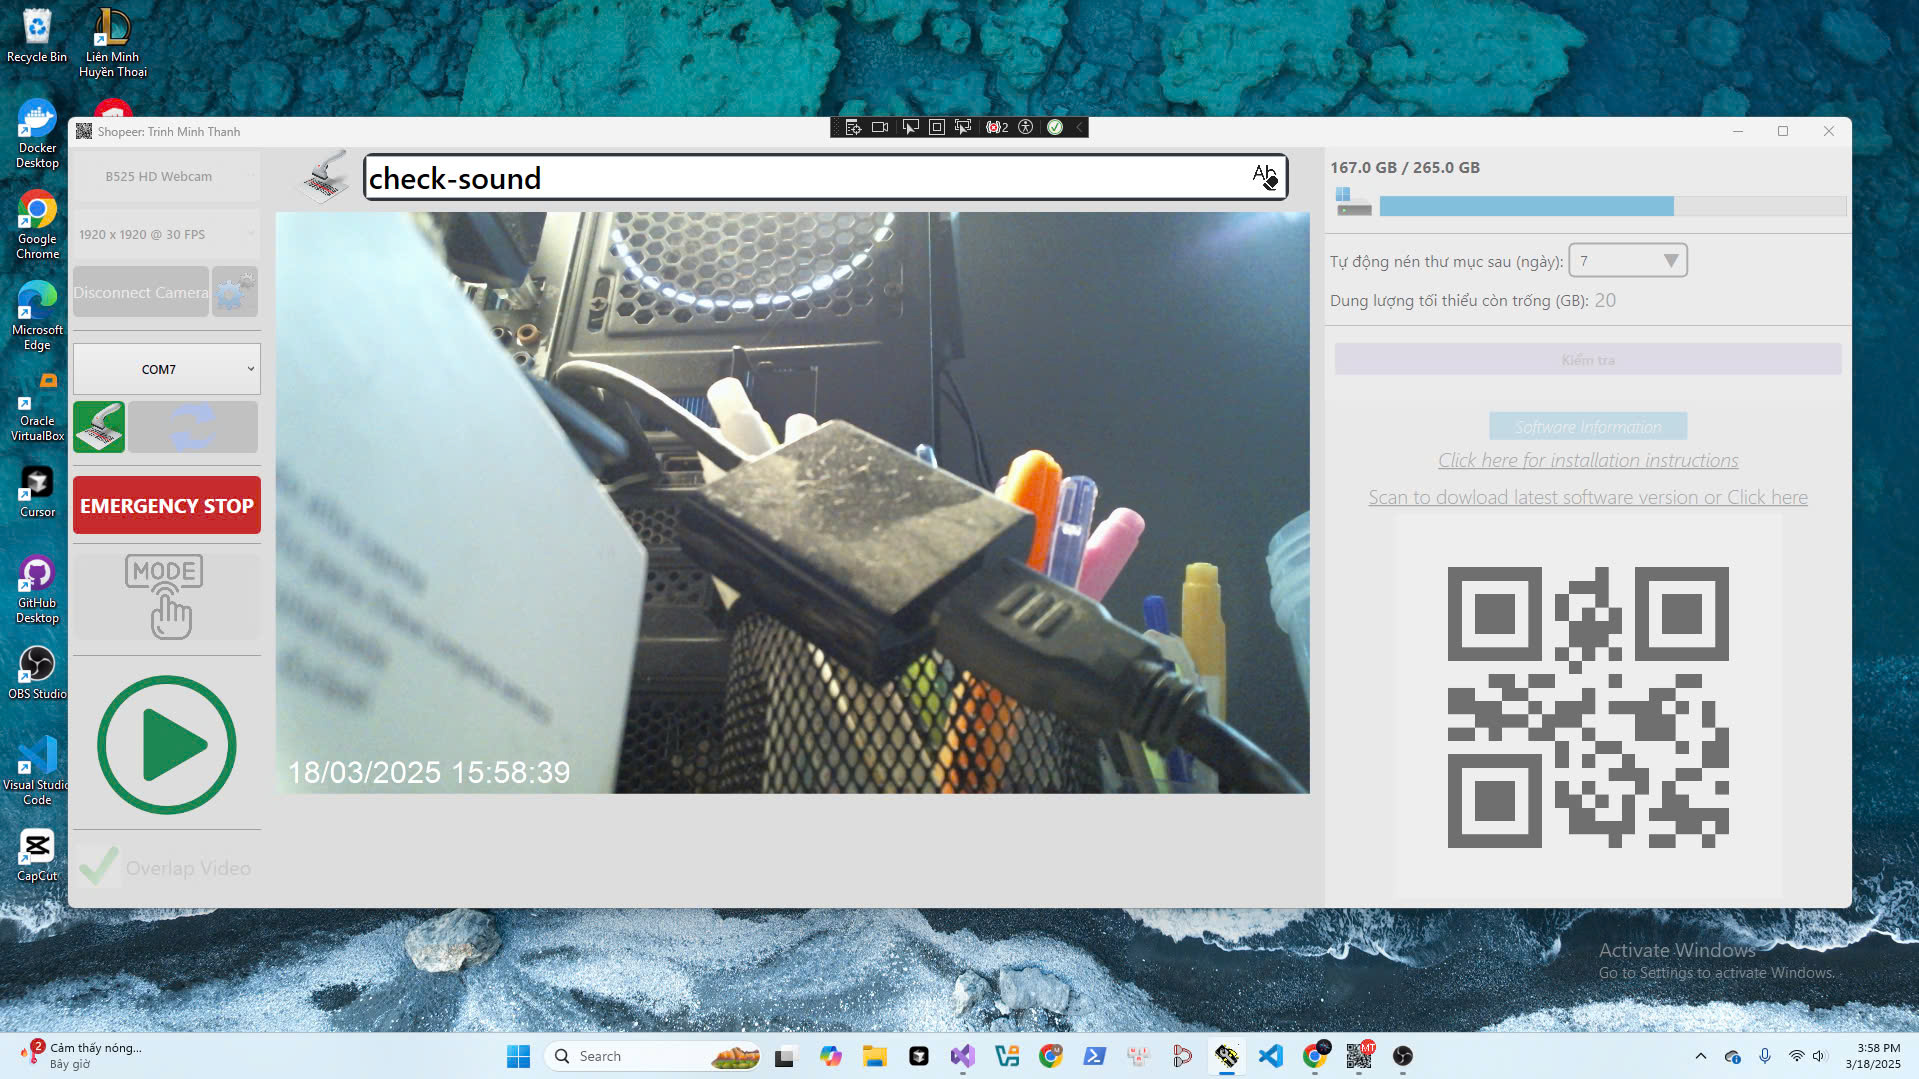 Recycle Bin
Liên Minh
Huyền Thoại
Docker
Desktop
Google
Chrome
Microsoft
Edge
Oracle
VirtualBox
Cursor
GitHub
Desktop
OBS Studio
Visual Studio
Code
CapCut
Shopeer: Trinh Minh Thanh
2
B525 HD Webcam
1920 x 1920 @ 30 FPS
Disconnect Camera
COM7
EMERGENCY STOP
MODE
Overlap Video
check-sound
Ab
18/03/2025 15:58:39
167.0 GB / 265.0 GB
Tự động nén thư mục sau (ngày): 7
Dung lượng tối thiểu còn trống (GB): 20
Kiểm tra
Software Information
Click here for installation instructions
Scan to dowload latest software version or Click here
Activate Windows
Go to Settings to activate Windows.
2
Cảm thấy nóng...
Bây giờ
Search
M
MT
3:58 PM
3/18/2025